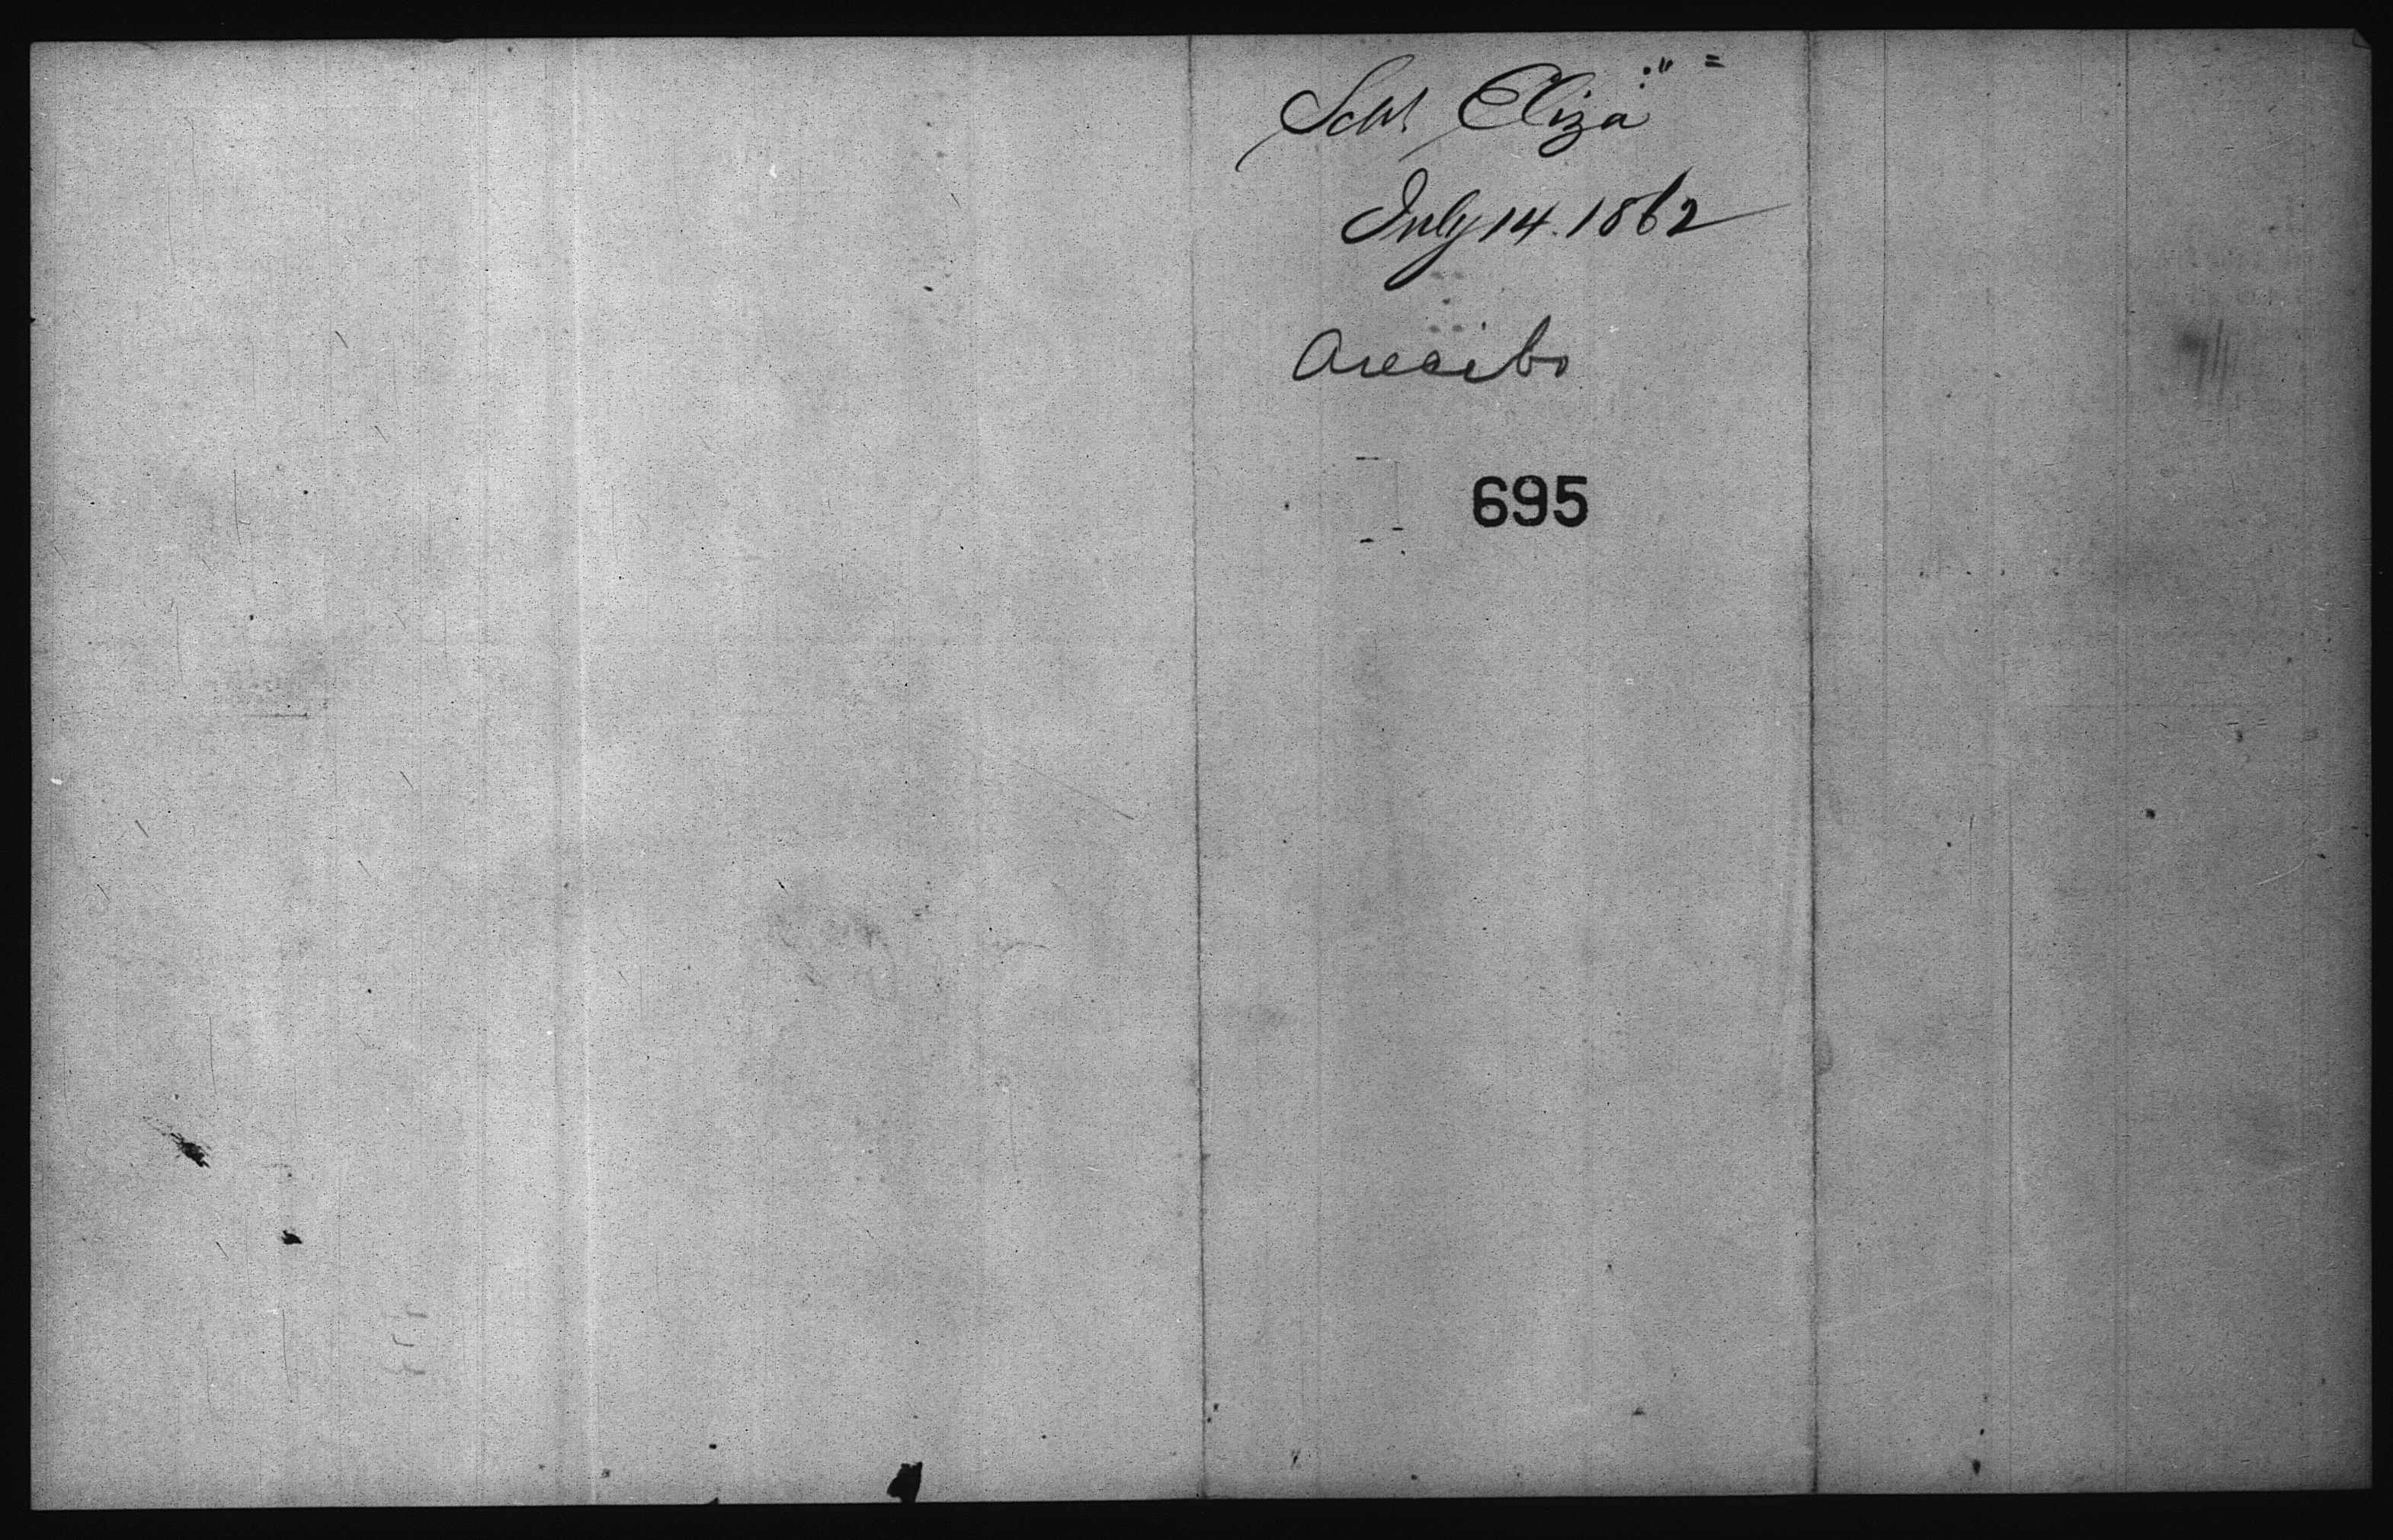 Schr Eliza"
July 14. 1862
Arecibo
695